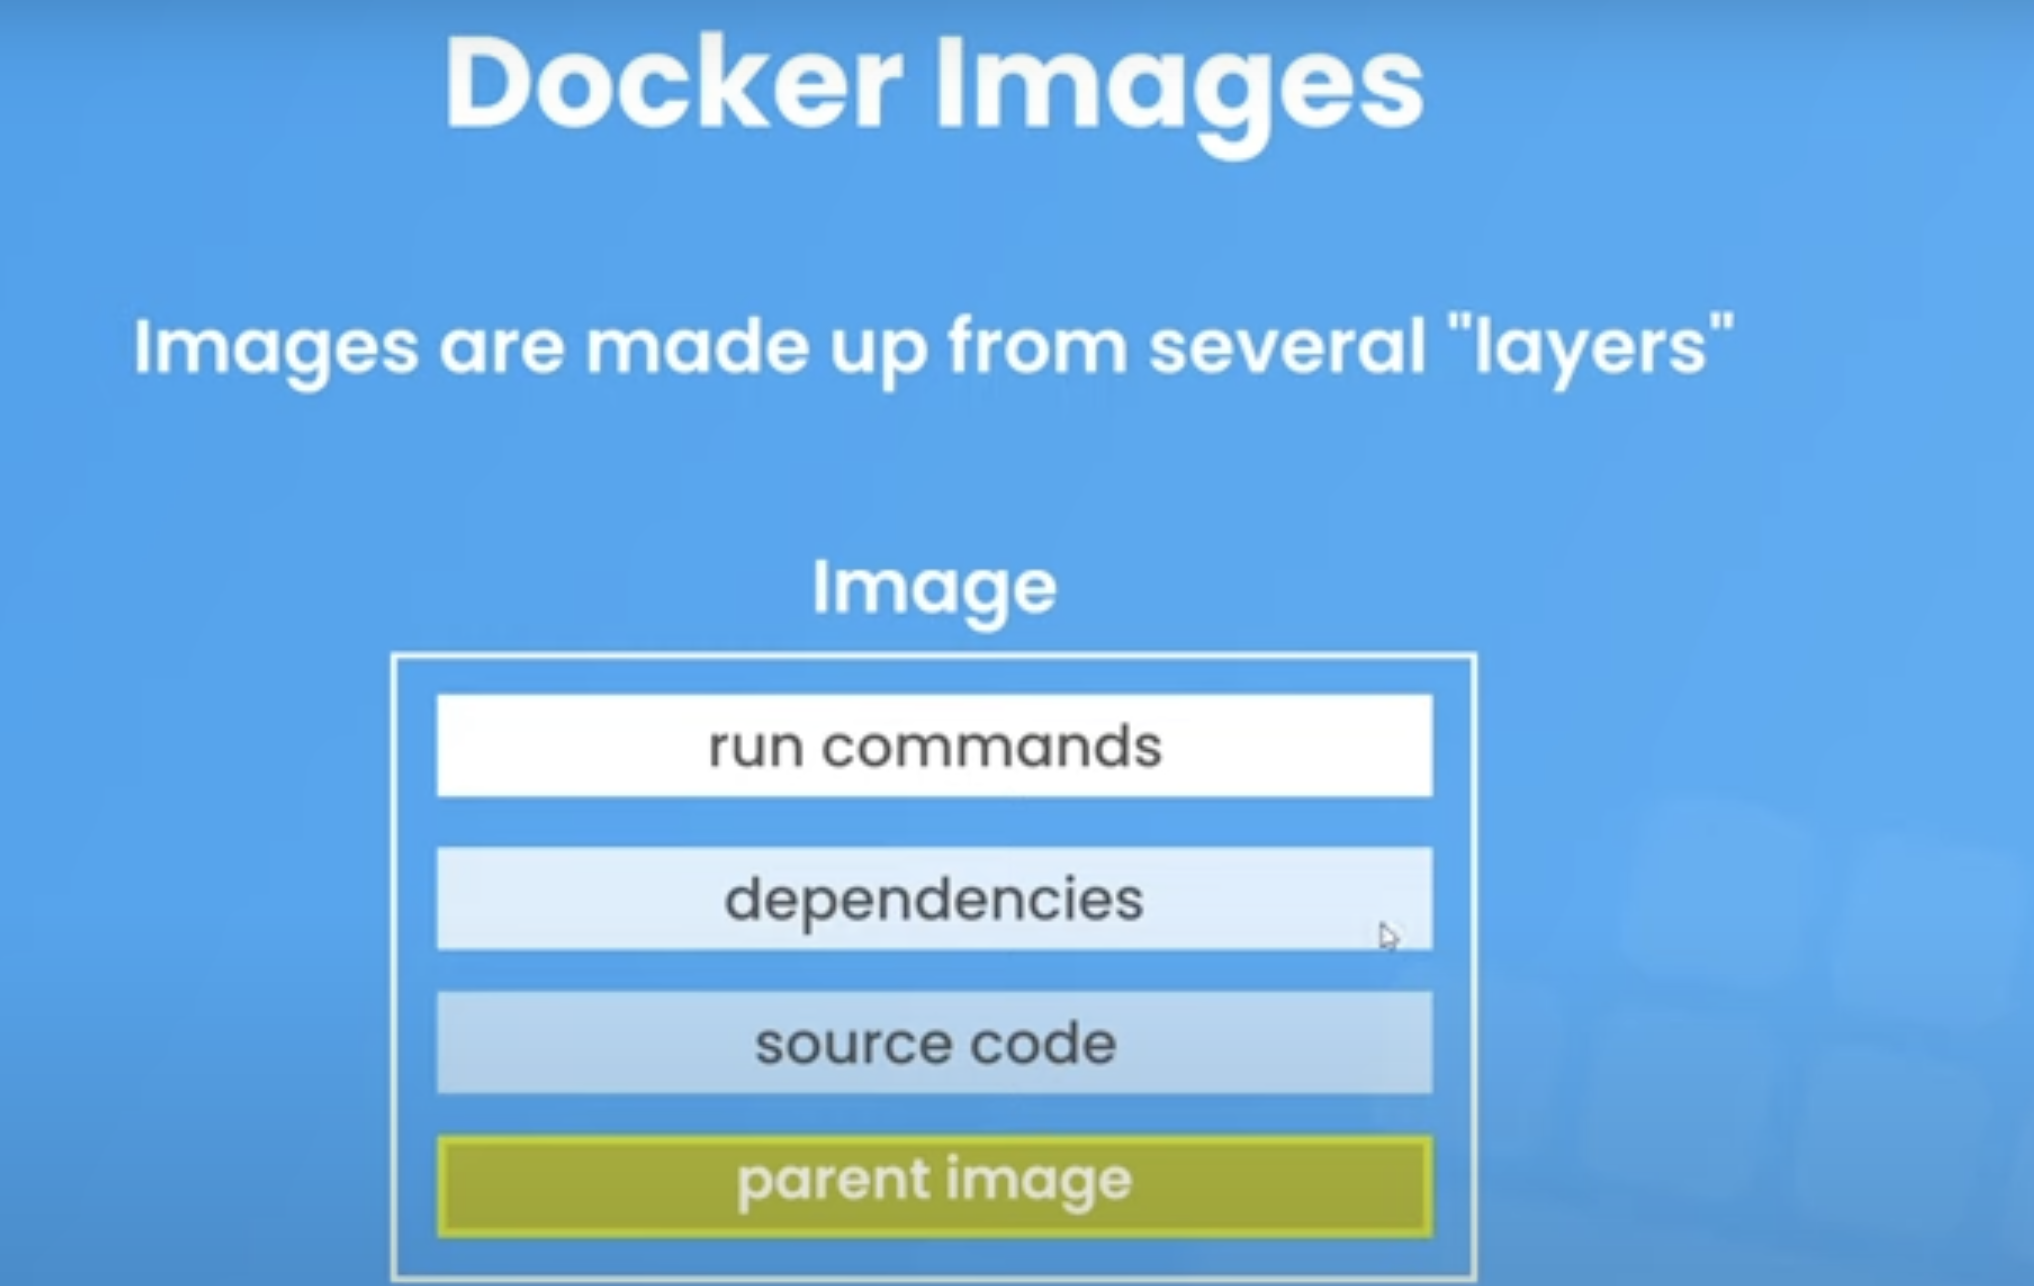 Docker Images
Images are made up from several "layers"
Image
run commands
dependencies
source code
parent image